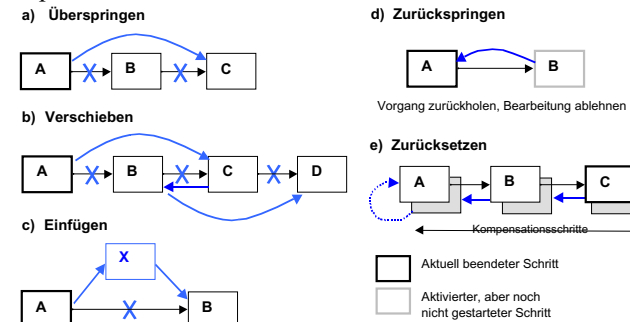 a) Überspringen
A
B
C
b) Verschieben
A
B
C
D
c) Einfügen
X
A
B
d) Zurückspringen
A
B
Vorgang zurückholen, Bearbeitung ablehnen
e) Zurücksetzen
A
B
C
Kompensationsschritte
Aktuell beendeter Schritt
Aktivierter, aber noch
nicht gestarteter Schritt